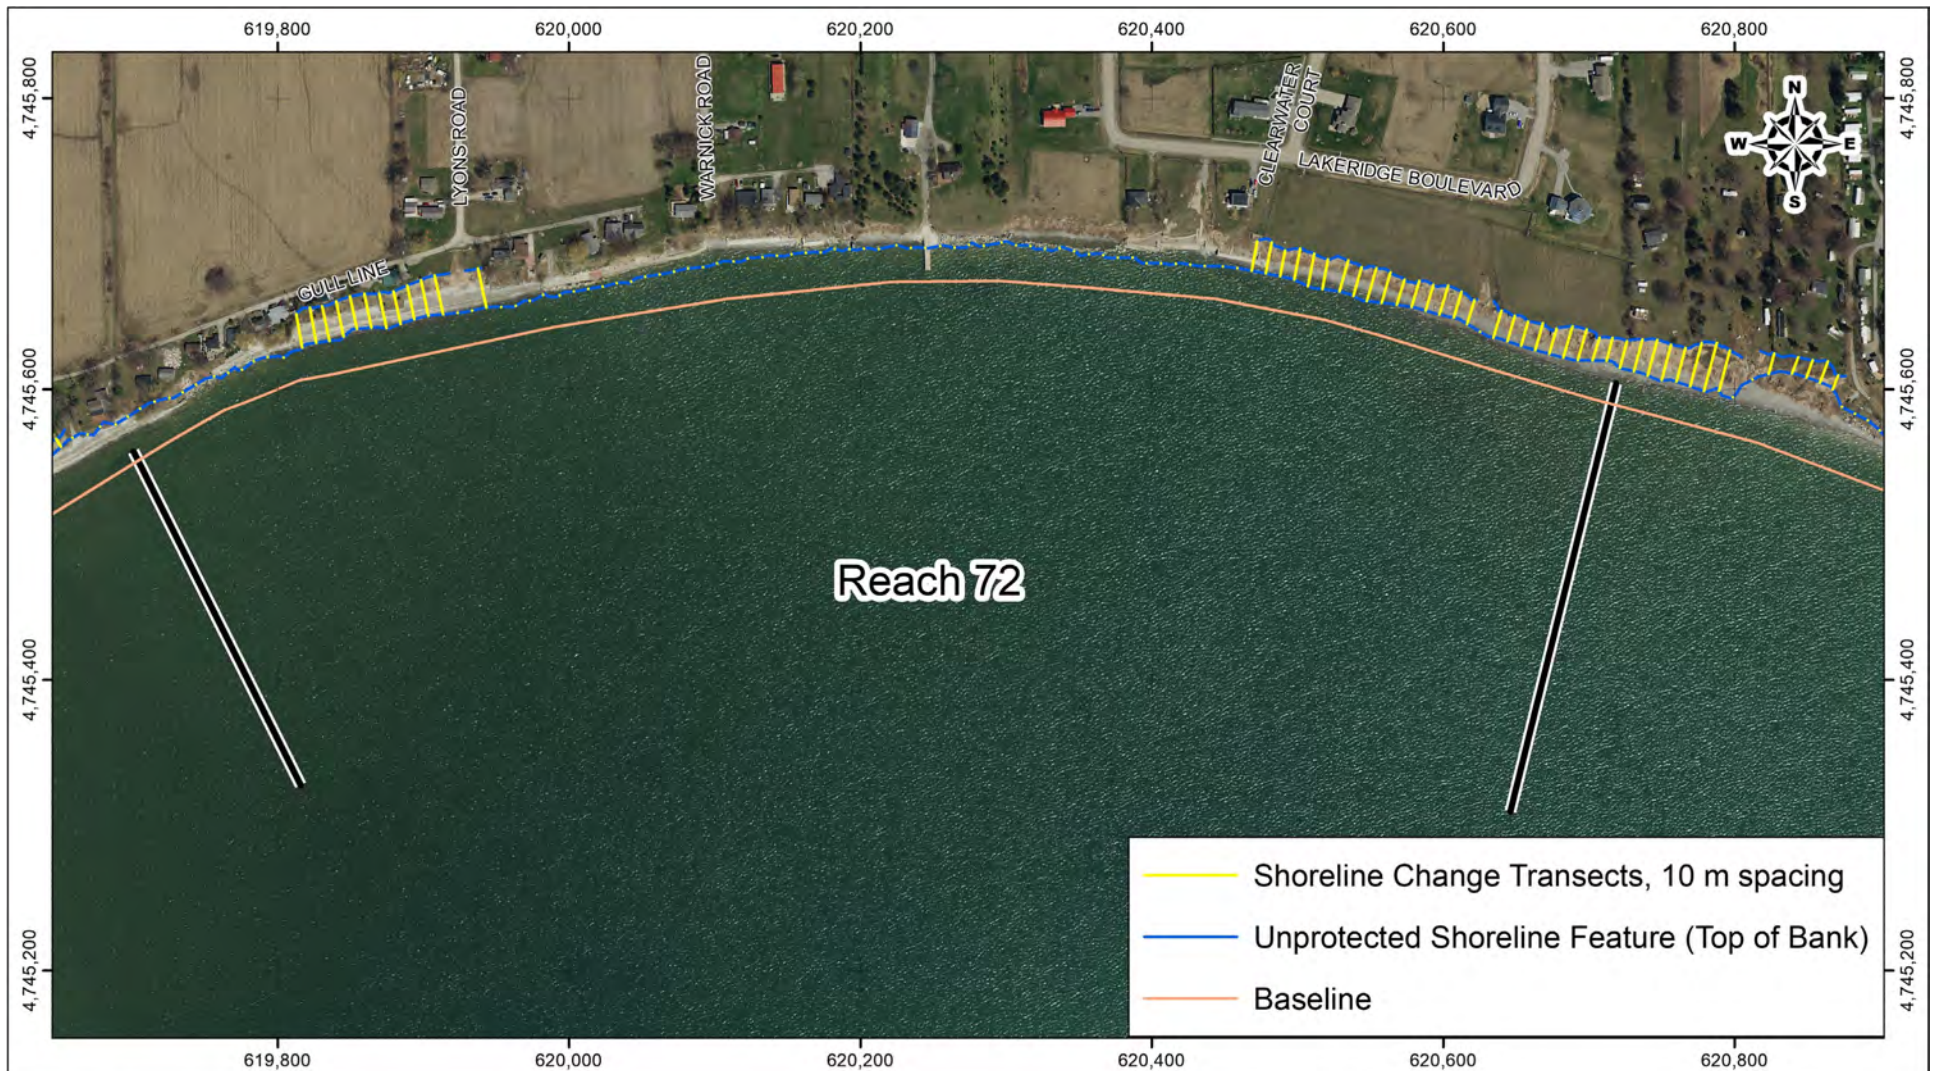 619,800 620,000 620,200 620,400 620,600 620,800
4,745,800
4,745,600
4,745,400
4,745,200
LYONS ROAD
WARNICK ROAD
CLEARWATER
COURT
LAKERIDGE BOULEVARD
GULL LINE
N
W E
S
Reach 72
4,745,800
4,745,600
4,745,400
4,745,200
Shoreline Change Transects, 10 m spacing
Unprotected Shoreline Feature (Top of Bank)
Baseline
619,800 620,000 620,200 620,400 620,600 620,800